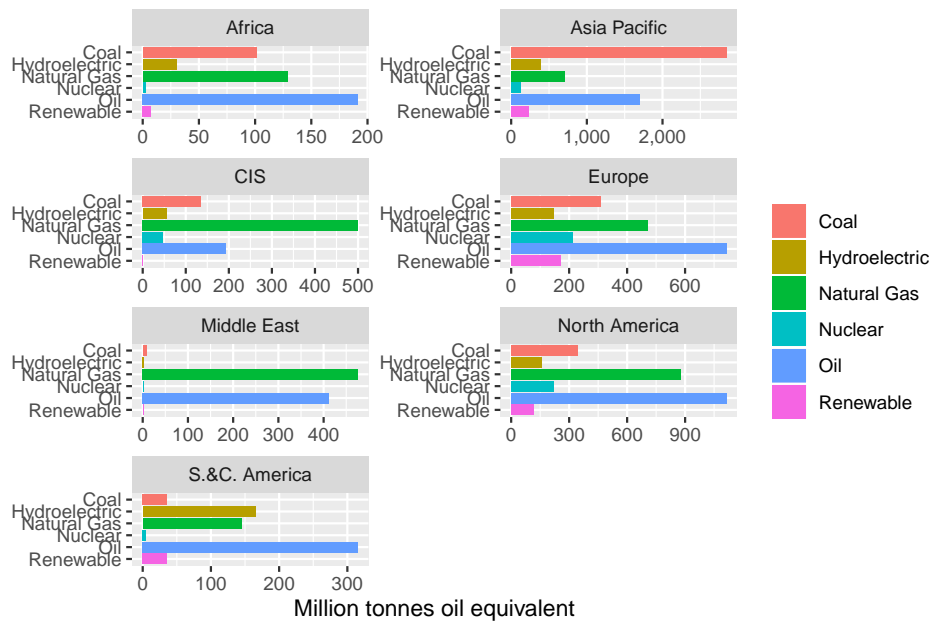 Africa
Coal
Hydroelectric
Natural Gas
Nuclear
Oil
Renewable
0 50 100 150 200
Asia Pacific
Coal
Hydroelectric
Natural Gas
Nuclear
Oil
Renewable
0 1,000 2,000
CIS
Coal
Hydroelectric
Natural Gas
Nuclear
Oil
Renewable
0 100 200 300 400 500
Europe
Coal
Hydroelectric
Natural Gas
Nuclear
Oil
Renewable
0 200 400 600
Middle East
Coal
Hydroelectric
Natural Gas
Nuclear
Oil
Renewable
0 100 200 300 400
North America
Coal
Hydroelectric
Natural Gas
Nuclear
Oil
Renewable
0 300 600 900
S.&C. America
Coal
Hydroelectric
Natural Gas
Nuclear
Oil
Renewable
0 100 200 300
Million tonnes oil equivalent
Coal
Hydroelectric
Natural Gas
Nuclear
Oil
Renewable